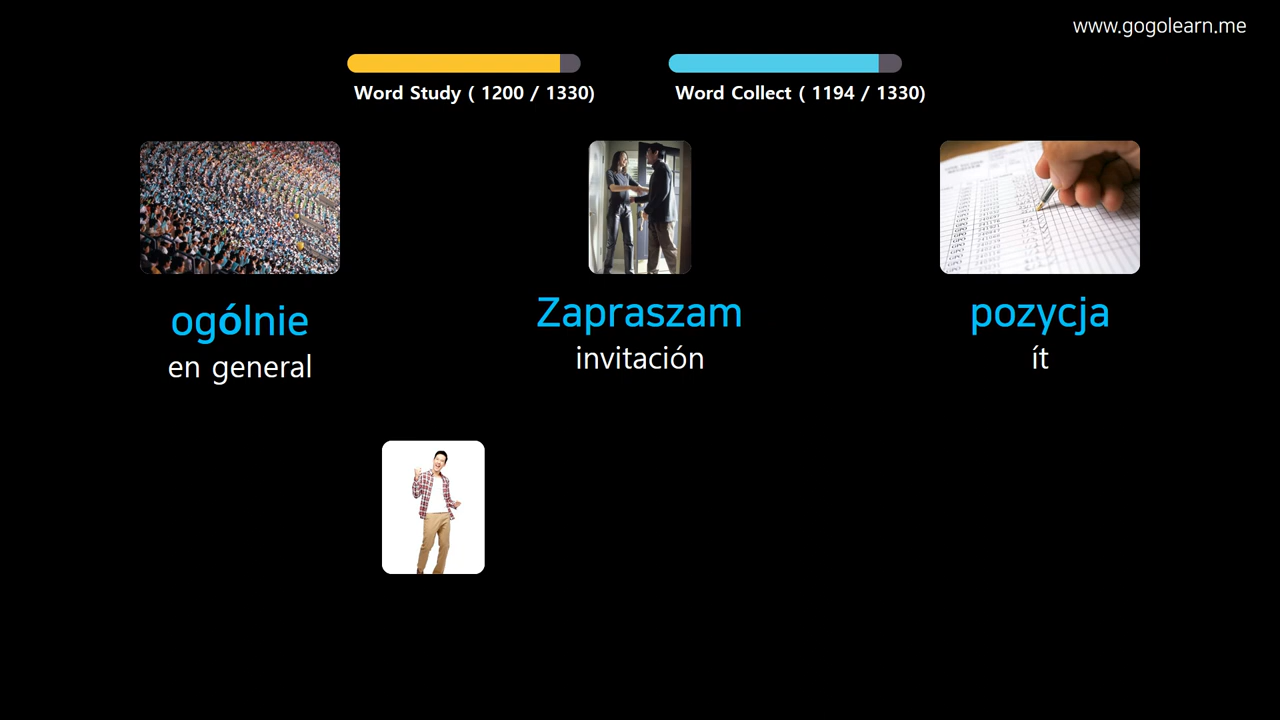 www.gogolearn.me
Word Study ( 1200 / 1330)
Word Collect ( 1194 / 1330)
ogólnie
en general
Zapraszam
invitación
pozycja
ít